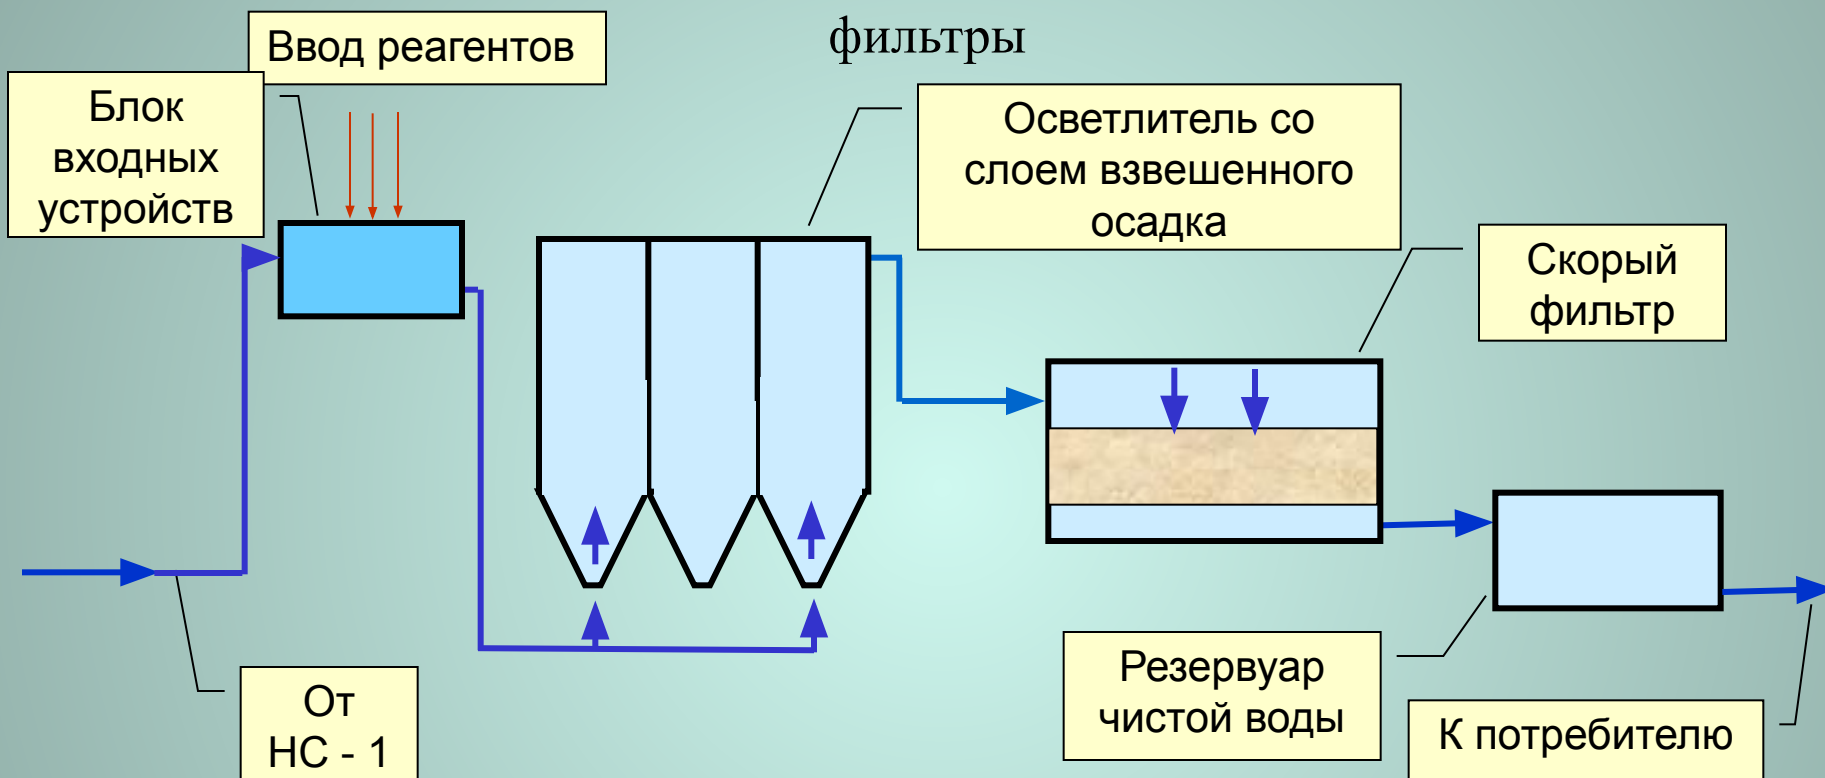 фильтры
Ввод реагентов
Блок
входных
устройств
Осветлитель со
слоем взвешенного
осадка
Скорый
фильтр
Резервуар
чистой воды
К потребителю
От
НС - 1